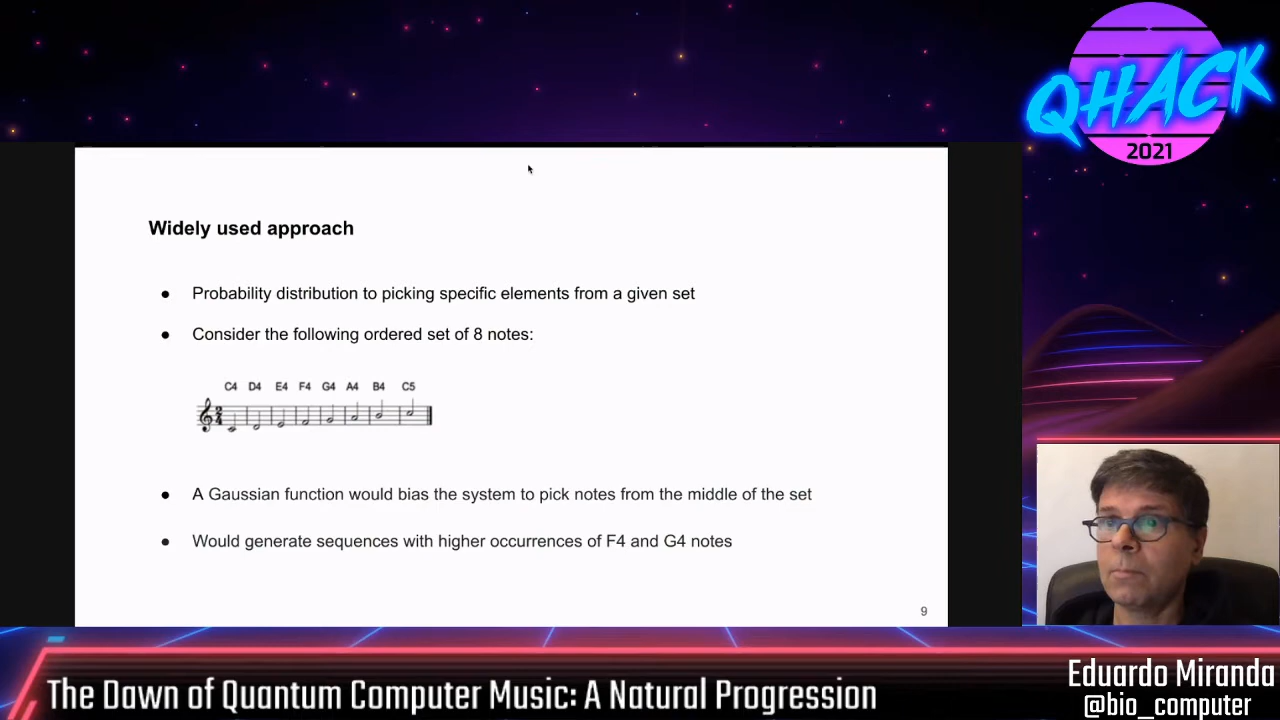 QHACK
2021
Widely used approach
● Probability distribution to picking specific elements from a given set
● Consider the following ordered set of 8 notes:
C4 D4 E4 F4 G4 A4 B4 C5
2
4
● A Gaussian function would bias the system to pick notes from the middle of the set
● Would generate sequences with higher occurrences of F4 and G4 notes
9
The Dawn of Quantum Computer Music: A Natural Progression
Eduardo Miranda
@bio_computer